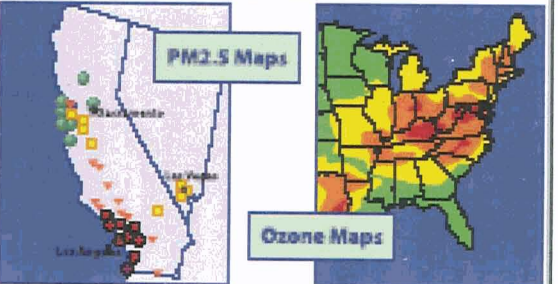 PM2.5 Maps
Sacramento
Las Vegas
Los Angeles
Ozone Maps